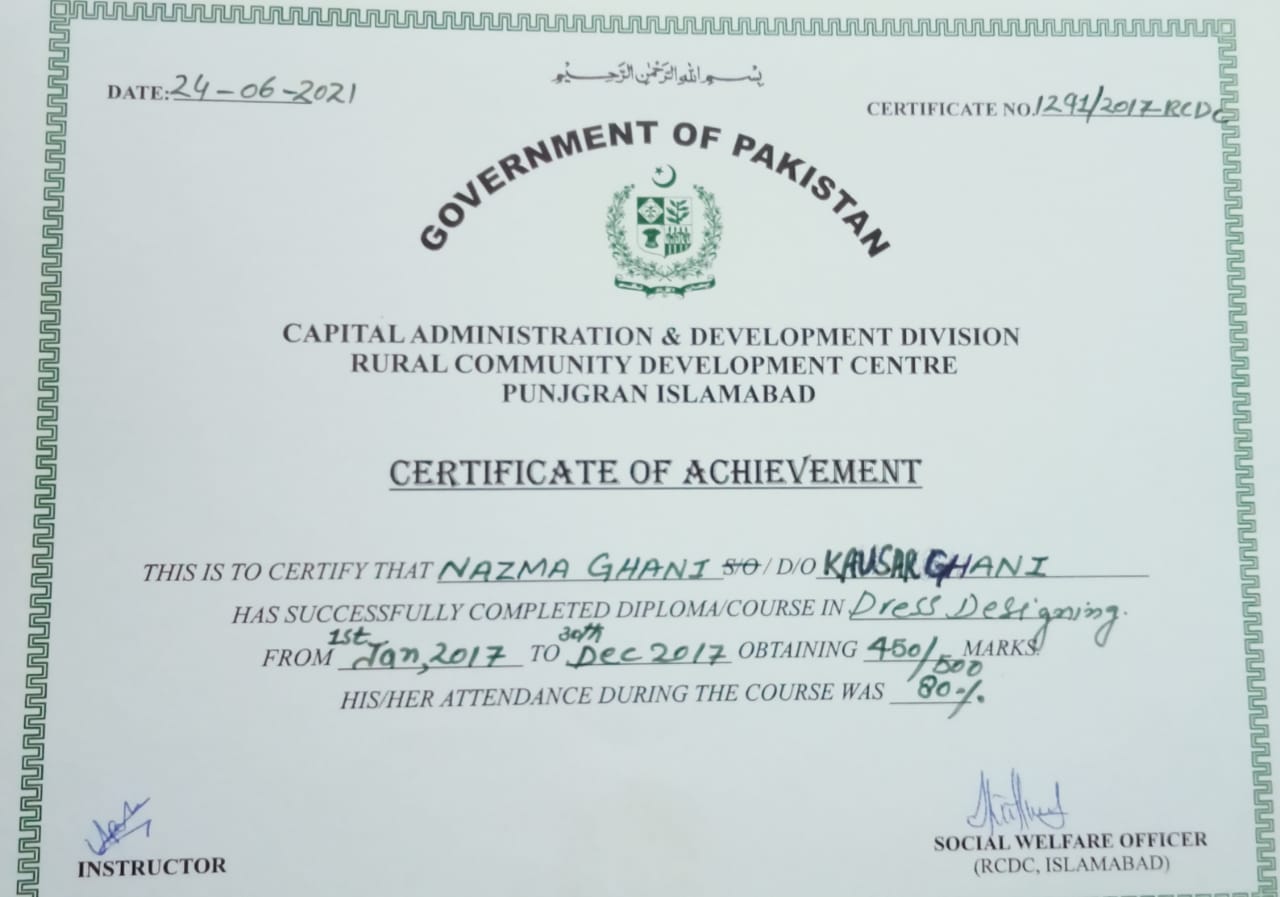 بسم الله الرحمن الرحيم
DATE: 24-06-2021
CERTIFICATE NO. 1291/2017-RCDC
GOVERNMENT OF PAKISTAN
CAPITAL ADMINISTRATION & DEVELOPMENT DIVISION
RURAL COMMUNITY DEVELOPMENT CENTRE
PUNJGRAN ISLAMABAD
CERTIFICATE OF ACHIEVEMENT
THIS IS TO CERTIFY THAT NAZMA GHANI S/O / D/O KAUSAR GHANI
HAS SUCCESSFULLY COMPLETED DIPLOMA/COURSE IN Dress Designing.
FROM 1st Jan, 2017 TO 30th Dec 2017 OBTAINING 450/500 MARKS.
HIS/HER ATTENDANCE DURING THE COURSE WAS 80%.
INSTRUCTOR
SOCIAL WELFARE OFFICER
(RCDC, ISLAMABAD)